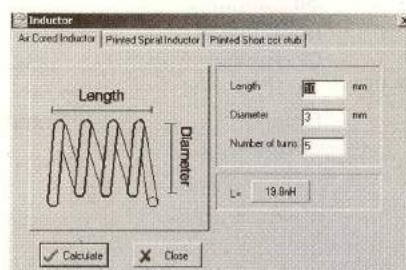 Inductor
Air Cored Inductor Printed Spiral Inductor Printed Short cct stub
Length
Diameter
Length 10 mm
Diameter 3 mm
Number of turns 5
L= 19.8nH
Calculate Close